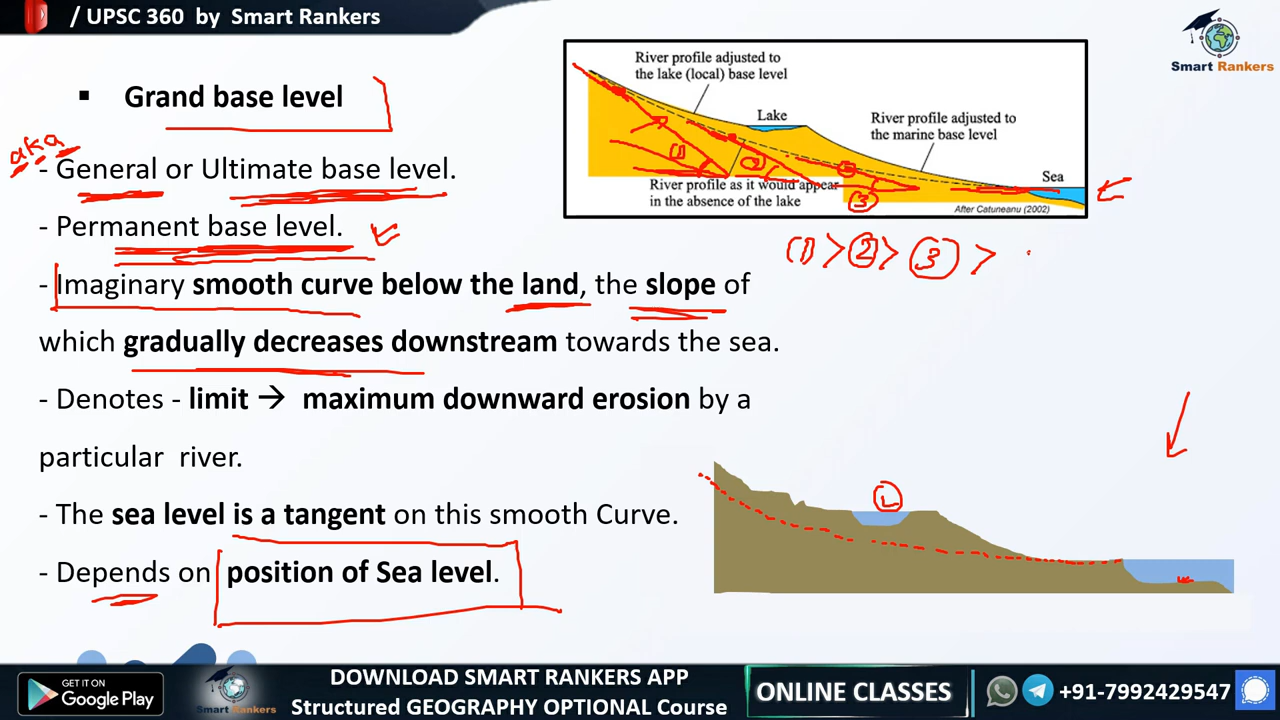 / UPSC 360 by Smart Rankers
Smart Rankers
▪ Grand base level
aka
- General or Ultimate base level.
- Permanent base level.
- Imaginary smooth curve below the land, the slope of
which gradually decreases downstream towards the sea.
- Denotes - limit → maximum downward erosion by a
particular river.
- The sea level is a tangent on this smooth Curve.
- Depends on position of Sea level.
River profile adjusted to
the lake (local) base level
Lake
River profile adjusted to
the marine base level
Sea
1
2
3
River profile as it would appear
in the absence of the lake
After Catuneanu (2002)
(1) > (2) > (3) >
L
GET IT ON
Google Play
Smart Rankers
DOWNLOAD SMART RANKERS APP
Structured GEOGRAPHY OPTIONAL Course
ONLINE CLASSES
+91-7992429547